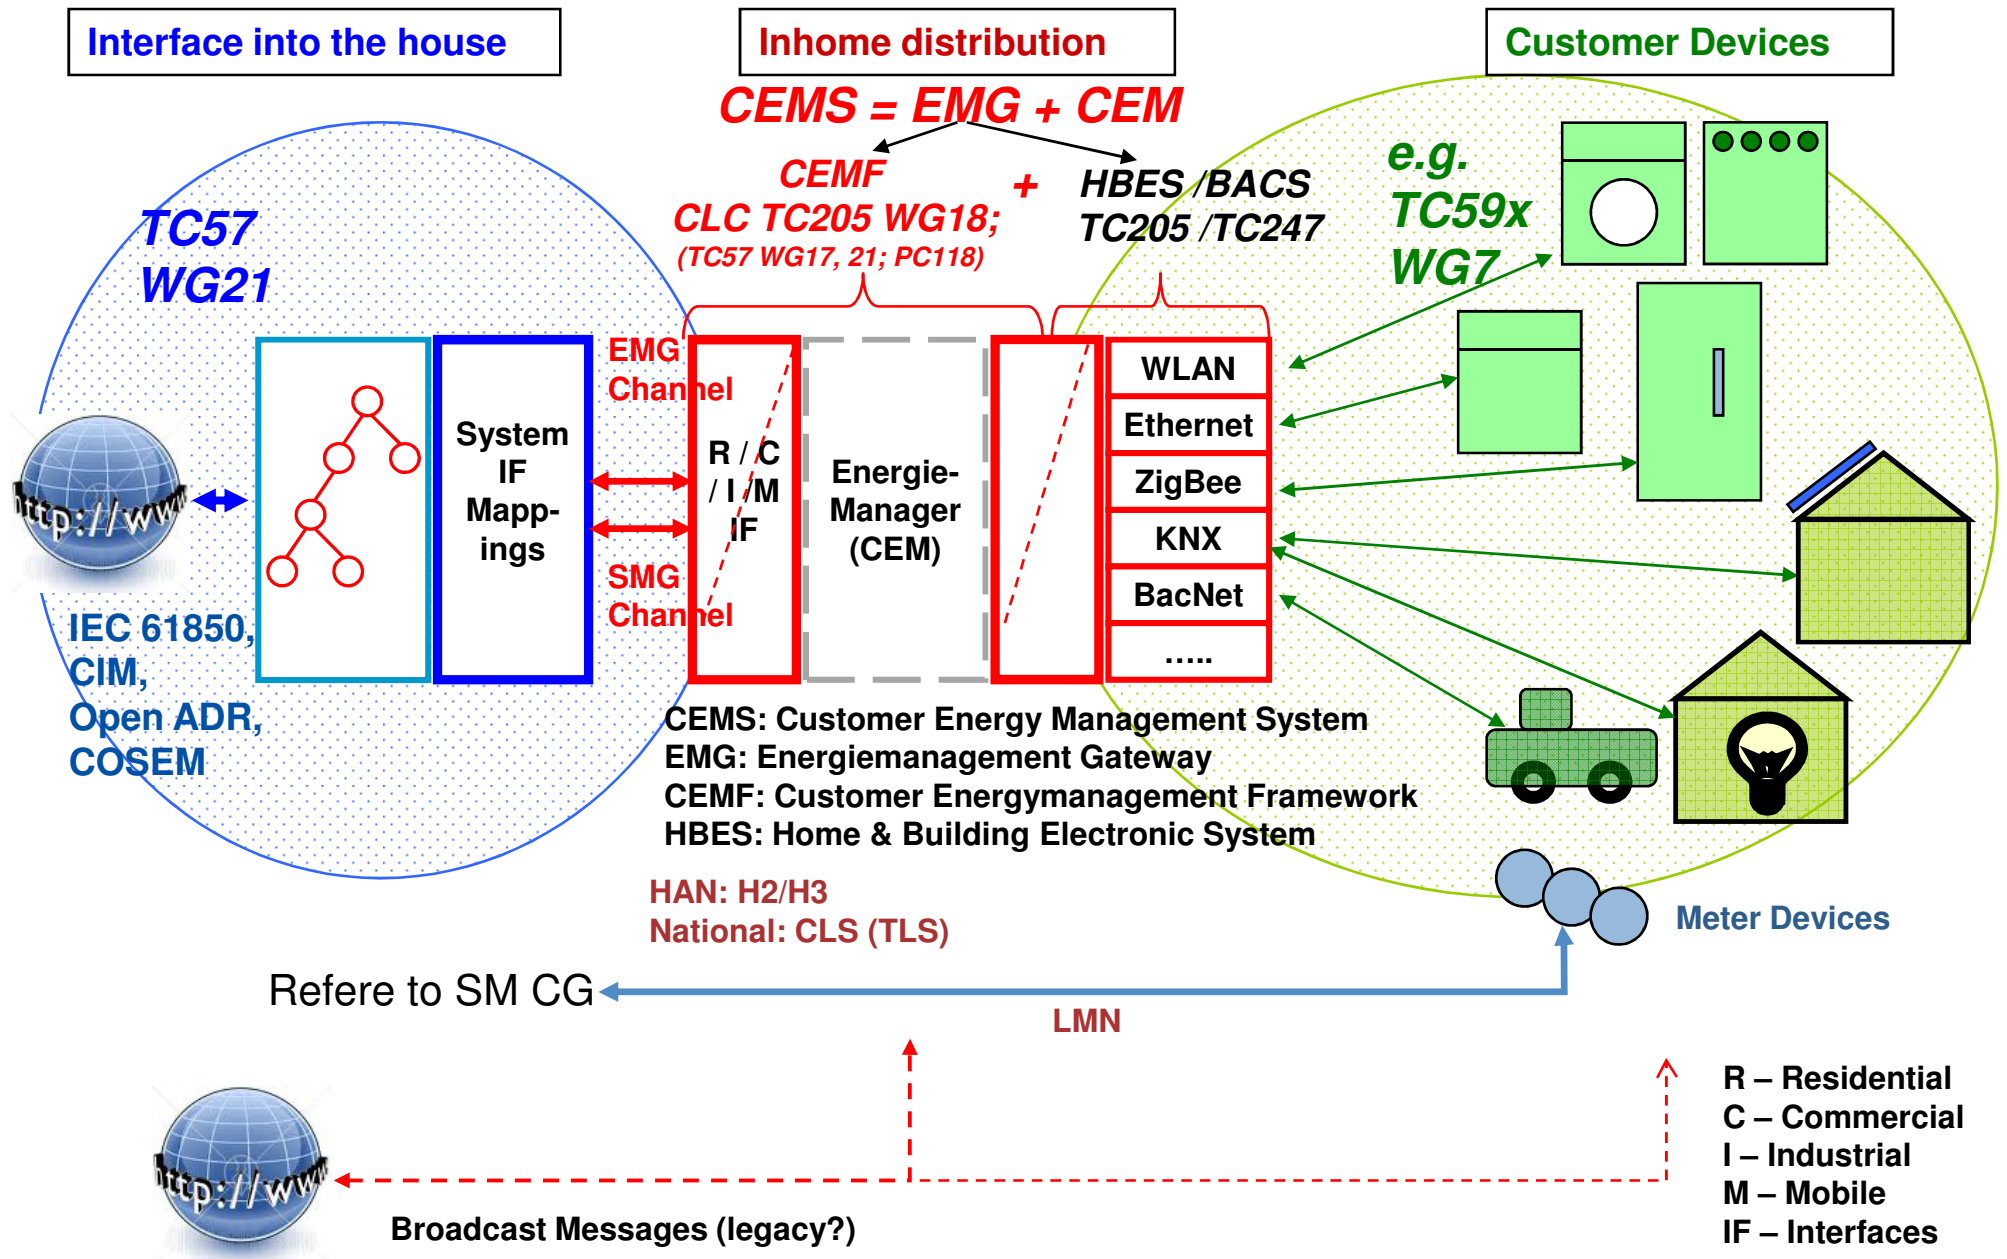 Interface into the house
Inhome distribution
Customer Devices
CEMS = EMG + CEM
CEMF
CLC TC205 WG18;
(TC57 WG17, 21; PC118)
+
HBES /BACS
TC205 /TC247
e.g.
TC59x
WG7
TC57
WG21
EMG
Channel
SMG
Channel
System
IF
Mapp-
ings
R / C
/ I /M
IF
Energie-
Manager
(CEM)
WLAN
Ethernet
ZigBee
KNX
BacNet
.....
http://www
IEC 61850,
CIM,
Open ADR,
COSEM
CEMS: Customer Energy Management System
EMG: Energiemanagement Gateway
CEMF: Customer Energymanagement Framework
HBES: Home & Building Electronic System
HAN: H2/H3
National: CLS (TLS)
Meter Devices
Refere to SM CG
LMN
http://www
Broadcast Messages (legacy?)
R – Residential
C – Commercial
I – Industrial
M – Mobile
IF – Interfaces